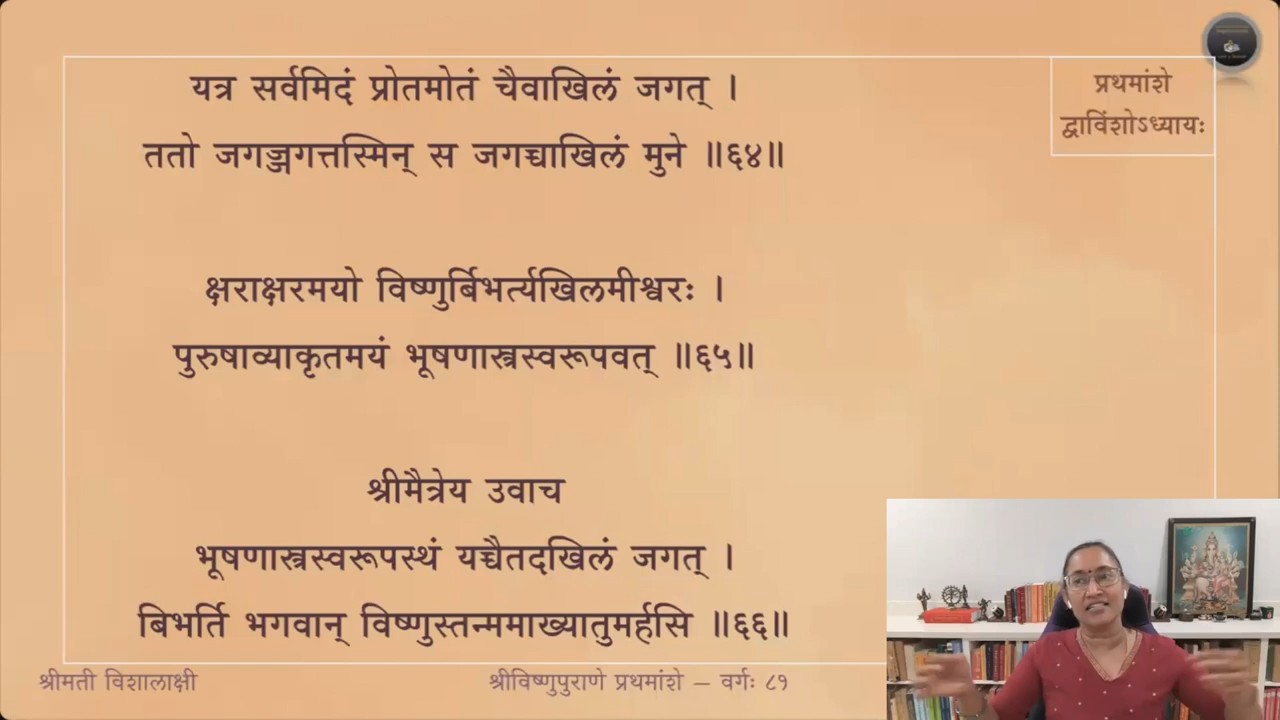 यत्र सर्वमिदं प्रोतमोतं चैवाखिलं जगत् ।
ततो जगज्जगत्तस्मिन् स जगच्चाखिलं मुने ॥६४॥
प्रथमांशे
द्वाविंशोऽध्यायः
क्षराक्षरमयो विष्णुर्बिभर्त्यखिलमीश्वरः ।
पुरुषाव्याकृतमयं भूषणास्त्रस्वरूपवत् ॥६५॥
श्रीमैत्रेय उवाच
भूषणास्त्रस्वरूपस्थं यच्चैतदखिलं जगत् ।
बिभर्ति भगवान् विष्णुस्तन्ममाख्यातुमर्हसि ॥६६॥
श्रीमती विशालाक्षी
श्रीविष्णुपुराणे प्रथमांशे – वर्गः ८१